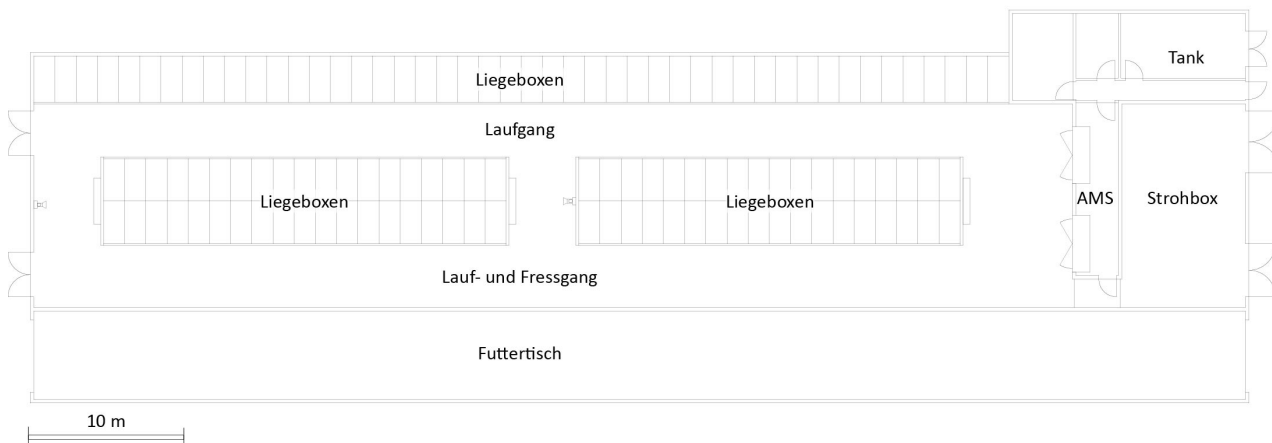 Tank
Liegeboxen
Laufgang
Liegeboxen
Liegeboxen
AMS
Strohbox
Lauf- und Fressgang
Futtertisch
10 m